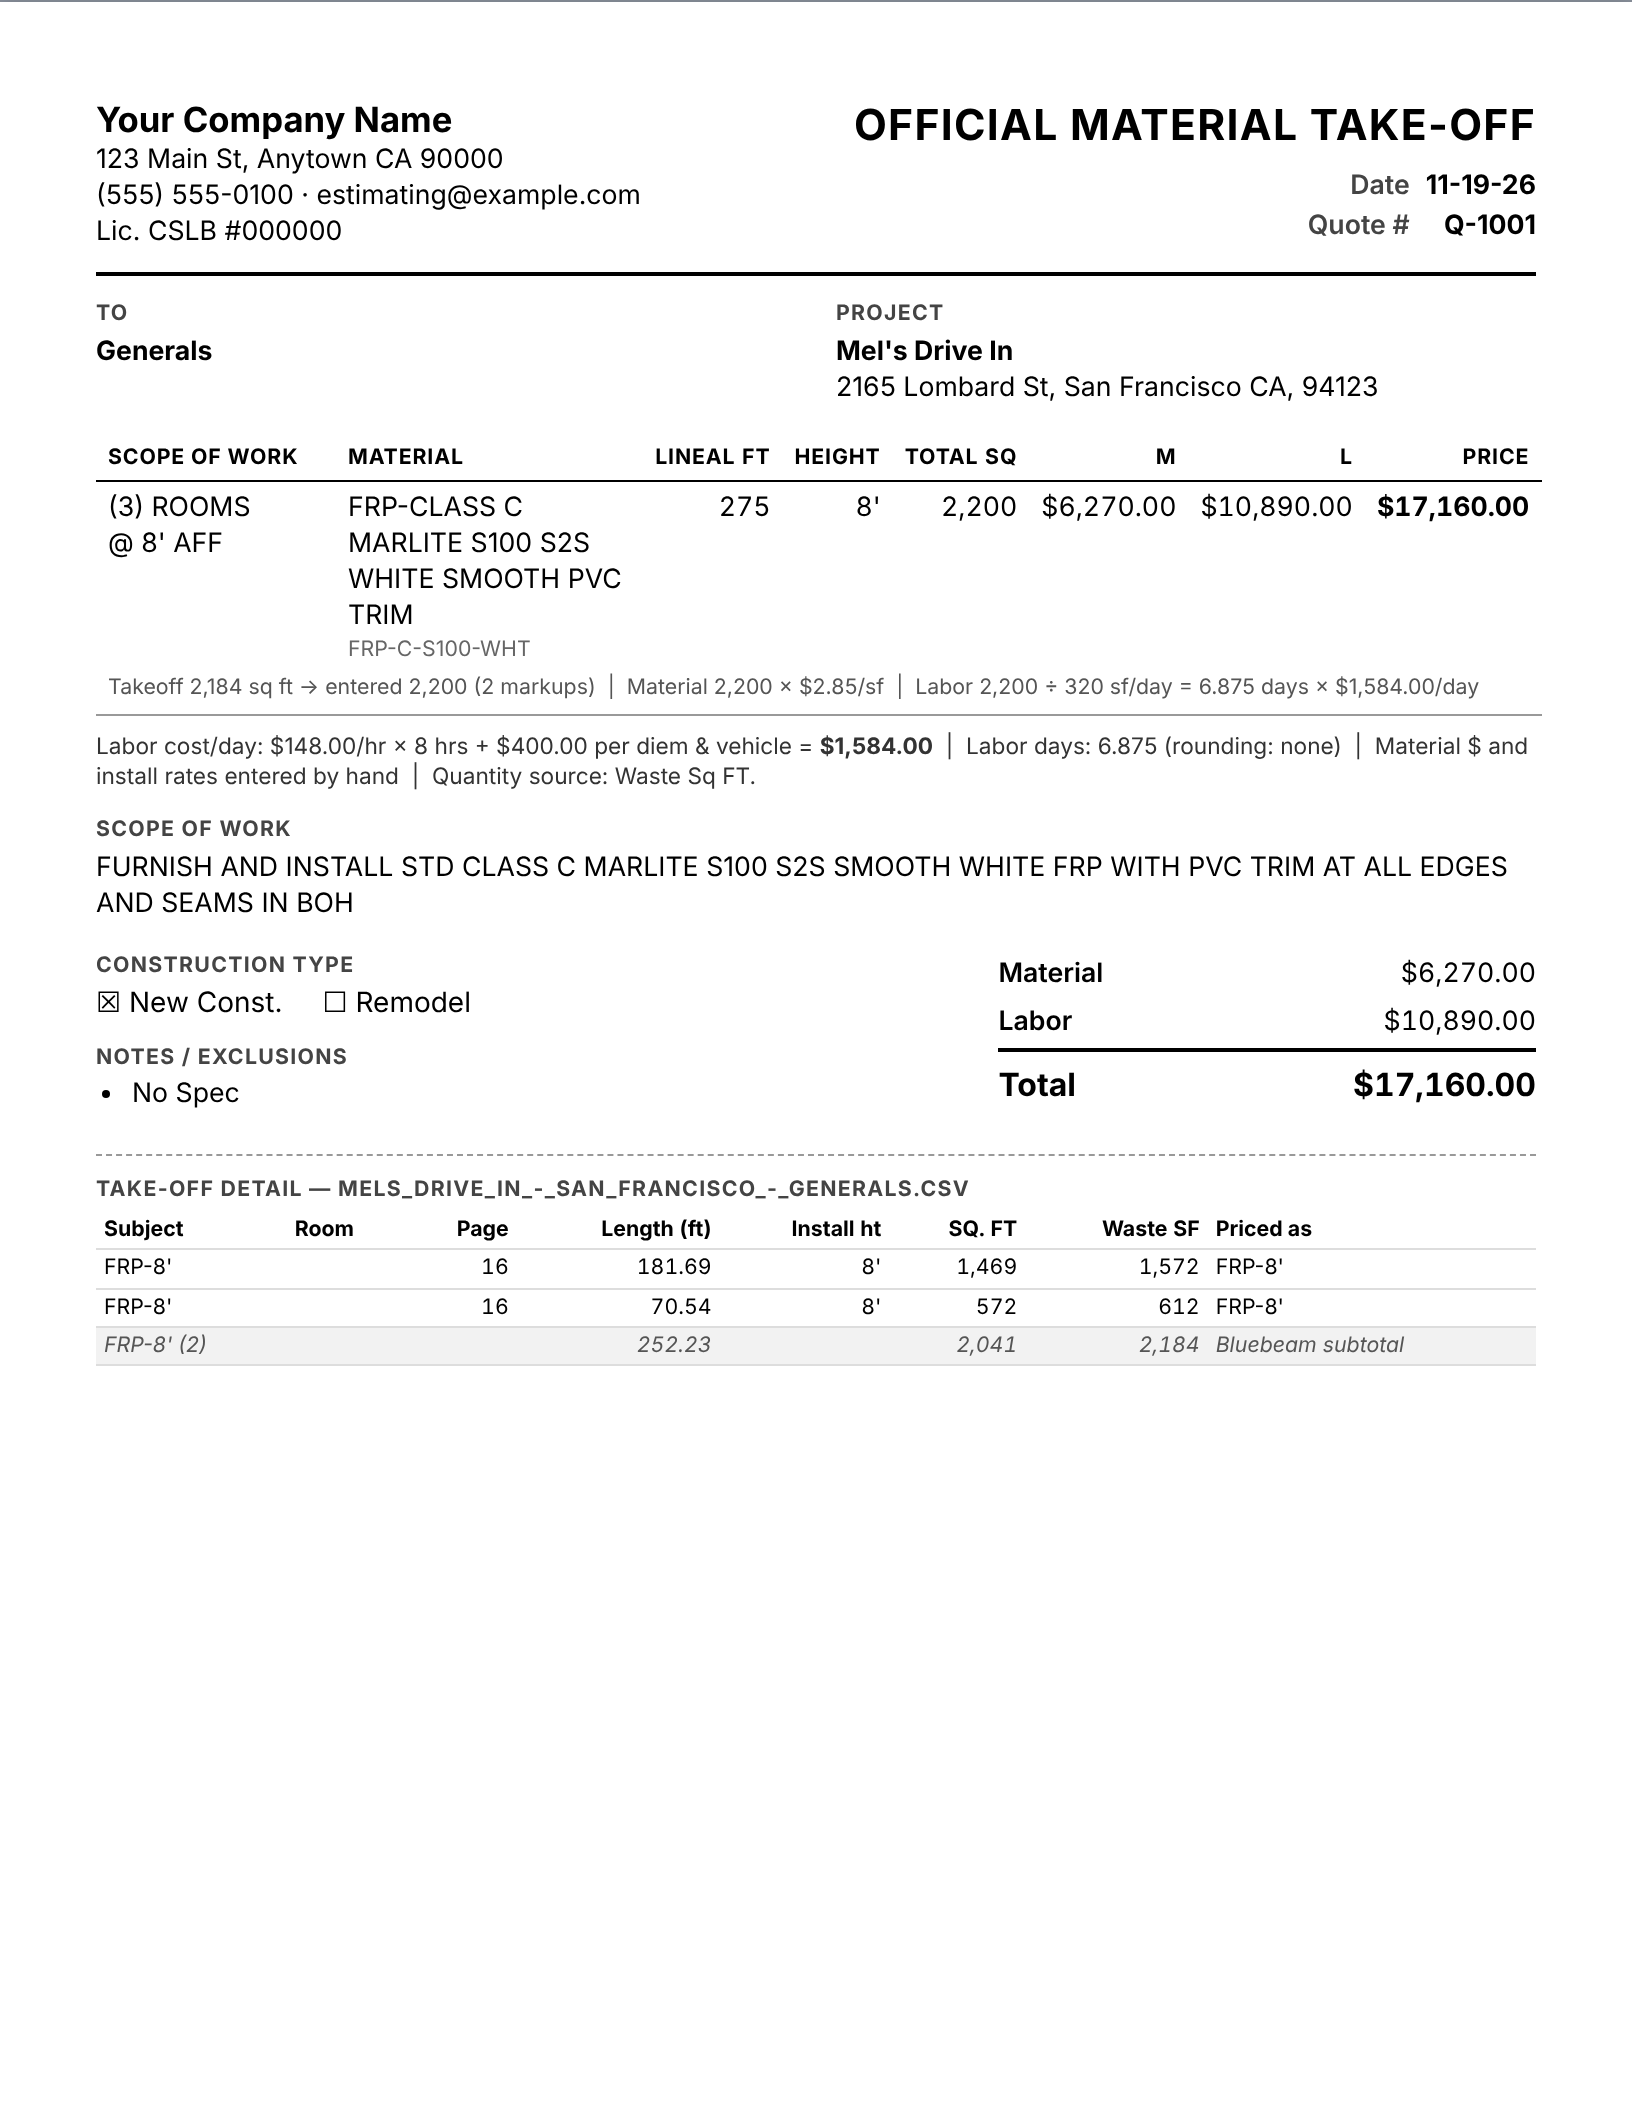 Your Company Name
123 Main St, Anytown CA 90000
(555) 555-0100 · estimating@example.com
Lic. CSLB #000000
OFFICIAL MATERIAL TAKE-OFF
Date 11-19-26
Quote # Q-1001
TO
Generals
PROJECT
Mel's Drive In
2165 Lombard St, San Francisco CA, 94123
SCOPE OF WORK MATERIAL LINEAL FT HEIGHT TOTAL SQ M L PRICE
(3) ROOMS FRP-CLASS C 275 8' 2,200 $6,270.00 $10,890.00 $17,160.00
@ 8' AFF MARLITE S100 S2S
WHITE SMOOTH PVC
TRIM
FRP-C-S100-WHT
Takeoff 2,184 sq ft → entered 2,200 (2 markups) | Material 2,200 × $2.85/sf | Labor 2,200 ÷ 320 sf/day = 6.875 days × $1,584.00/day
Labor cost/day: $148.00/hr × 8 hrs + $400.00 per diem & vehicle = $1,584.00 | Labor days: 6.875 (rounding: none) | Material $ and
install rates entered by hand | Quantity source: Waste Sq FT.
SCOPE OF WORK
FURNISH AND INSTALL STD CLASS C MARLITE S100 S2S SMOOTH WHITE FRP WITH PVC TRIM AT ALL EDGES
AND SEAMS IN BOH
CONSTRUCTION TYPE
☒ New Const. ☐ Remodel
NOTES / EXCLUSIONS
• No Spec
Material $6,270.00
Labor $10,890.00
Total $17,160.00
TAKE-OFF DETAIL — MELS_DRIVE_IN_-_SAN_FRANCISCO_-_GENERALS.CSV
Subject Room Page Length (ft) Install ht SQ. FT Waste SF Priced as
FRP-8' 16 181.69 8' 1,469 1,572 FRP-8'
FRP-8' 16 70.54 8' 572 612 FRP-8'
FRP-8' (2) 252.23 2,041 2,184 Bluebeam subtotal